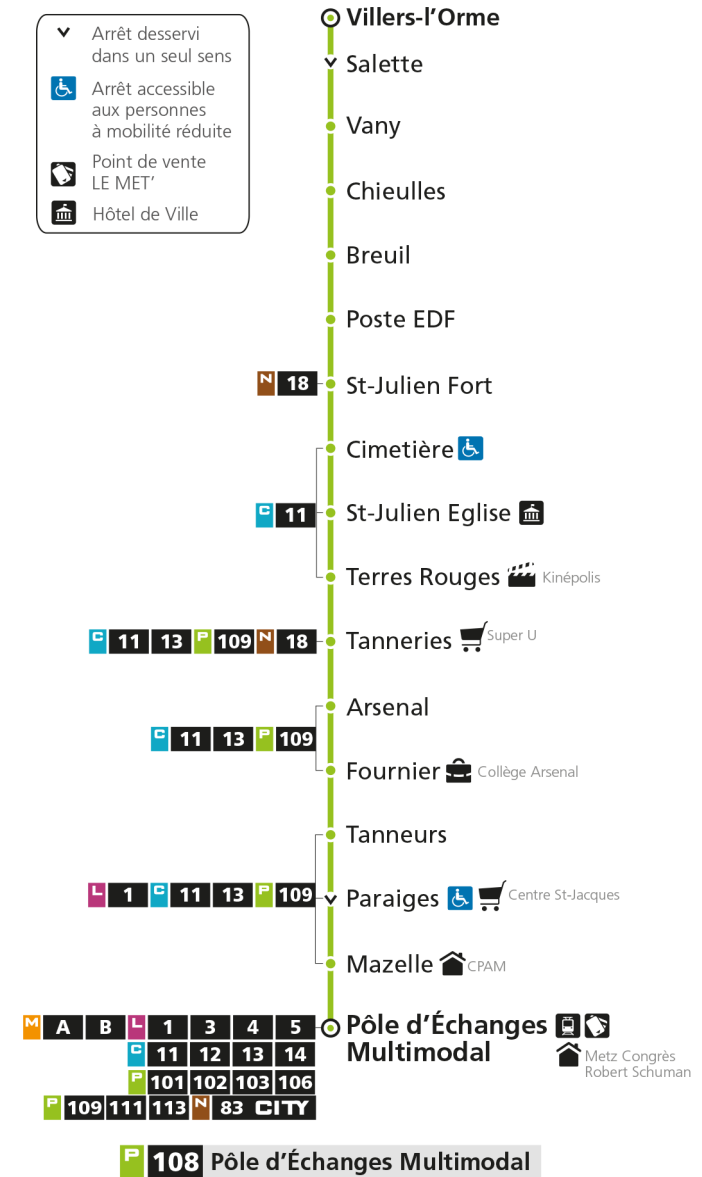 Arrêt desservi
dans un seul sens
Arrêt accessible
aux personnes
à mobilité réduite
Point de vente
LE MET’
Hôtel de Ville
Villers-l’Orme
Salette
Vany
Chieulles
Breuil
Poste EDF
N 18 St-Julien Fort
Cimetière
C 11 St-Julien Eglise
Terres Rouges Kinépolis
C 11 13 P 109 N 18 Tanneries Super U
Arsenal
C 11 13 P 109
Fournier Collège Arsenal
Tanneurs
L 1 C 11 13 P 109 Paraiges Centre St-Jacques
Mazelle CPAM
M A B L 1 3 4 5 Pôle d’Échanges
Multimodal
C 11 12 13 14
Metz Congrès
Robert Schuman
P 101 102 103 106
P 109 111 113 N 83 CITY
P 108 Pôle d’Échanges Multimodal